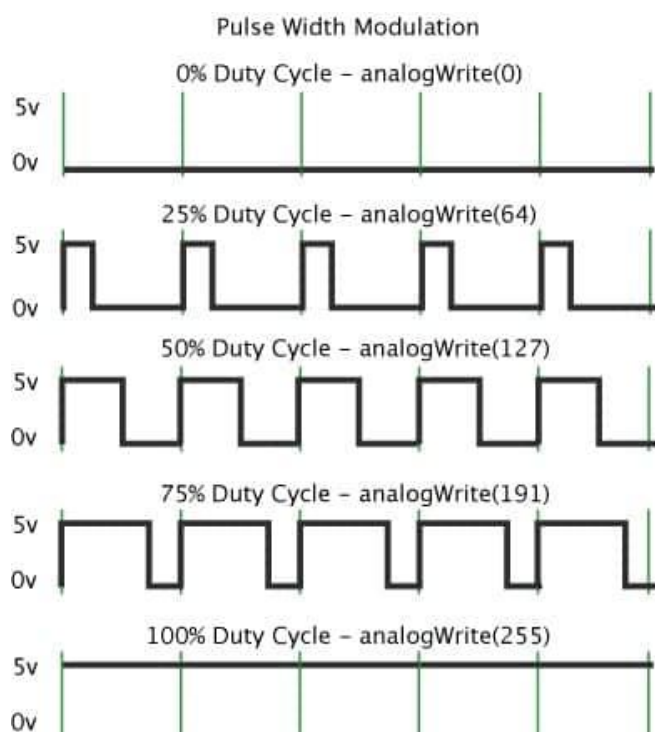 Pulse Width Modulation
0% Duty Cycle – analogWrite(0)
5v
0v
25% Duty Cycle – analogWrite(64)
5v
0v
50% Duty Cycle – analogWrite(127)
5v
0v
75% Duty Cycle – analogWrite(191)
5v
0v
100% Duty Cycle – analogWrite(255)
5v
0v